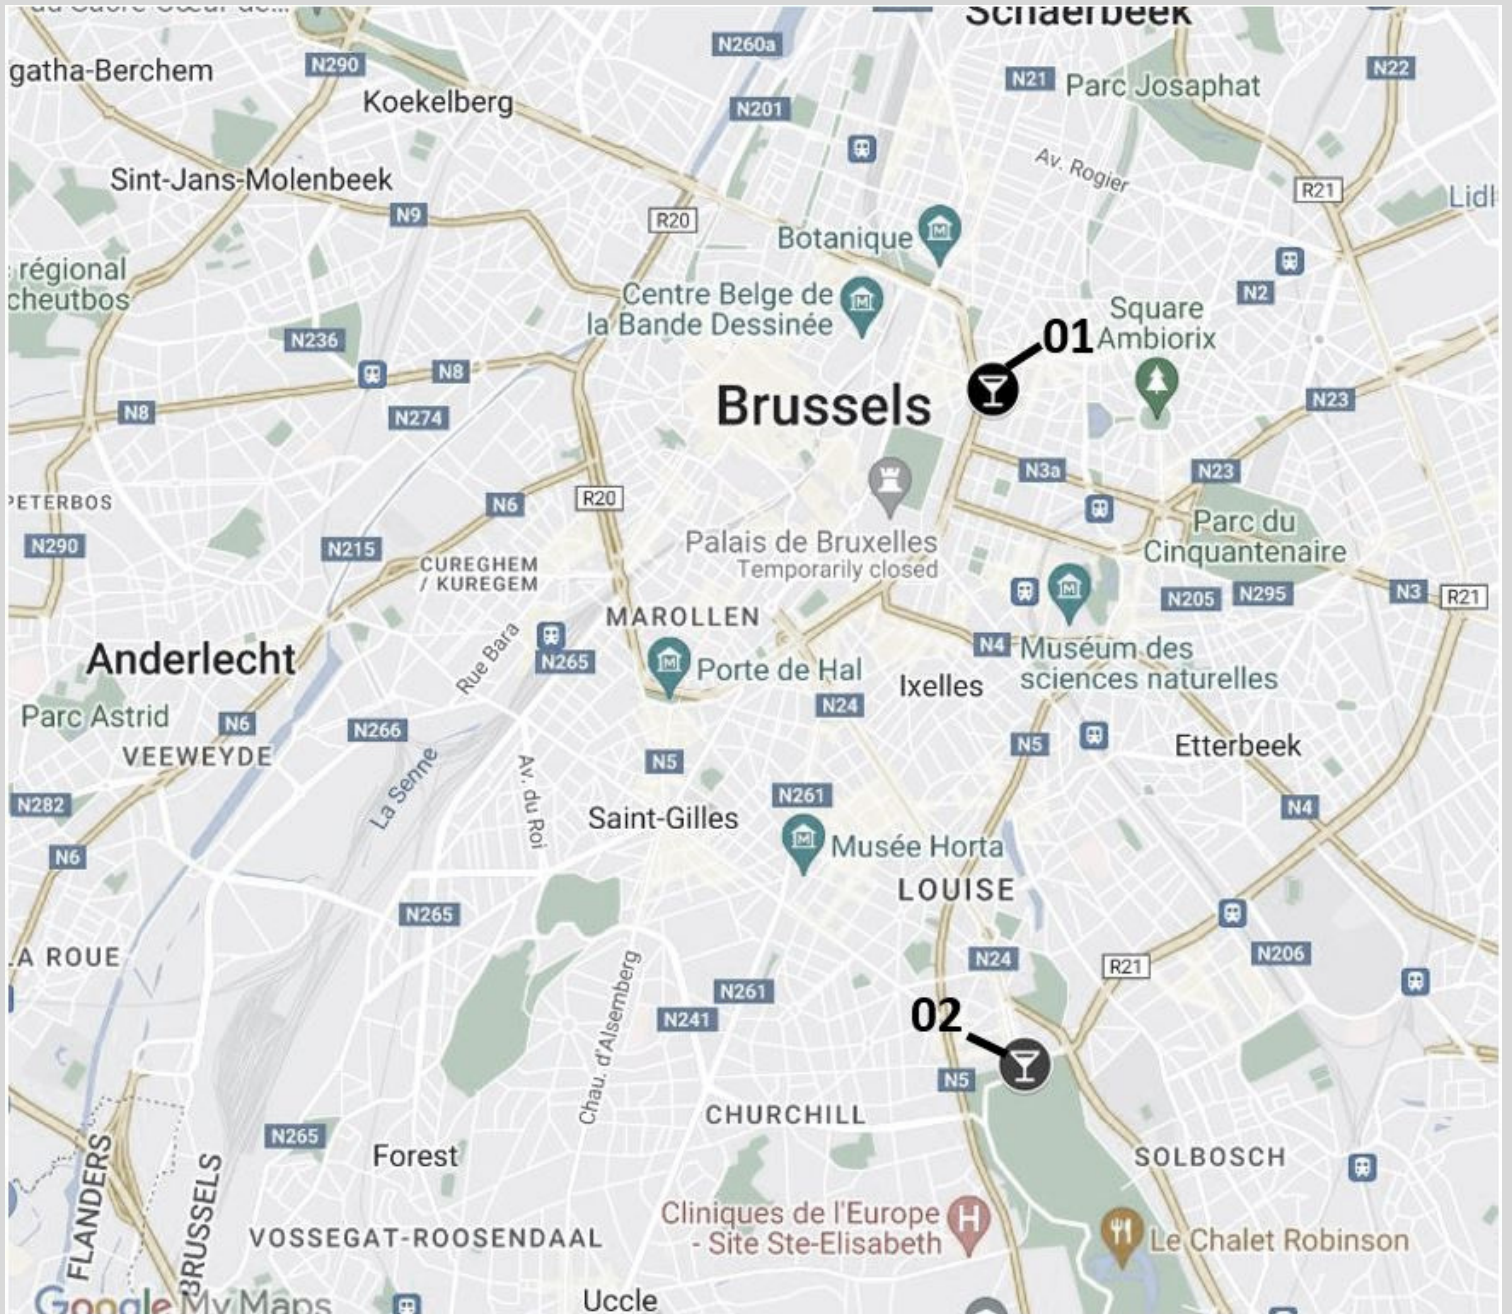 du Sacré-Cœur de...
Schaerbeek
N260a
N290
gatha-Berchem
N21
Parc Josaphat
N22
Koekelberg
N201
Av. Rogier
Sint-Jans-Molenbeek
R21
Lidl
N9
R20
Botanique
régional
cheutbos
N2
Centre Belge de
la Bande Dessinée
Square
Ambiorix
01
N236
N8
N23
N8
N274
Brussels
N3a
N23
PETERBOS
N6
R20
Parc du
Cinquantenaire
N290
N215
Palais de Bruxelles
Temporarily closed
CUREGHEM
/ KUREGEM
N3
R21
N205
N295
MAROLLEN
Rue Bara
N4
Muséum des
sciences naturelles
Anderlecht
N265
Porte de Hal
Ixelles
Parc Astrid
N6
N266
N24
VEEWEYDE
N5
N5
Etterbeek
La Senne
Av. du Roi
N282
N261
N4
Saint-Gilles
Musée Horta
N6
LOUISE
N265
LA ROUE
N24
R21
N206
Chau. d'Alsemberg
N261
N241
02
N5
CHURCHILL
N265
Forest
SOLBOSCH
FLANDERS
BRUSSELS
Cliniques de l'Europe
- Site Ste-Elisabeth
H
VOSSEGAT-ROOSENDAAL
Le Chalet Robinson
Uccle
Google My Maps